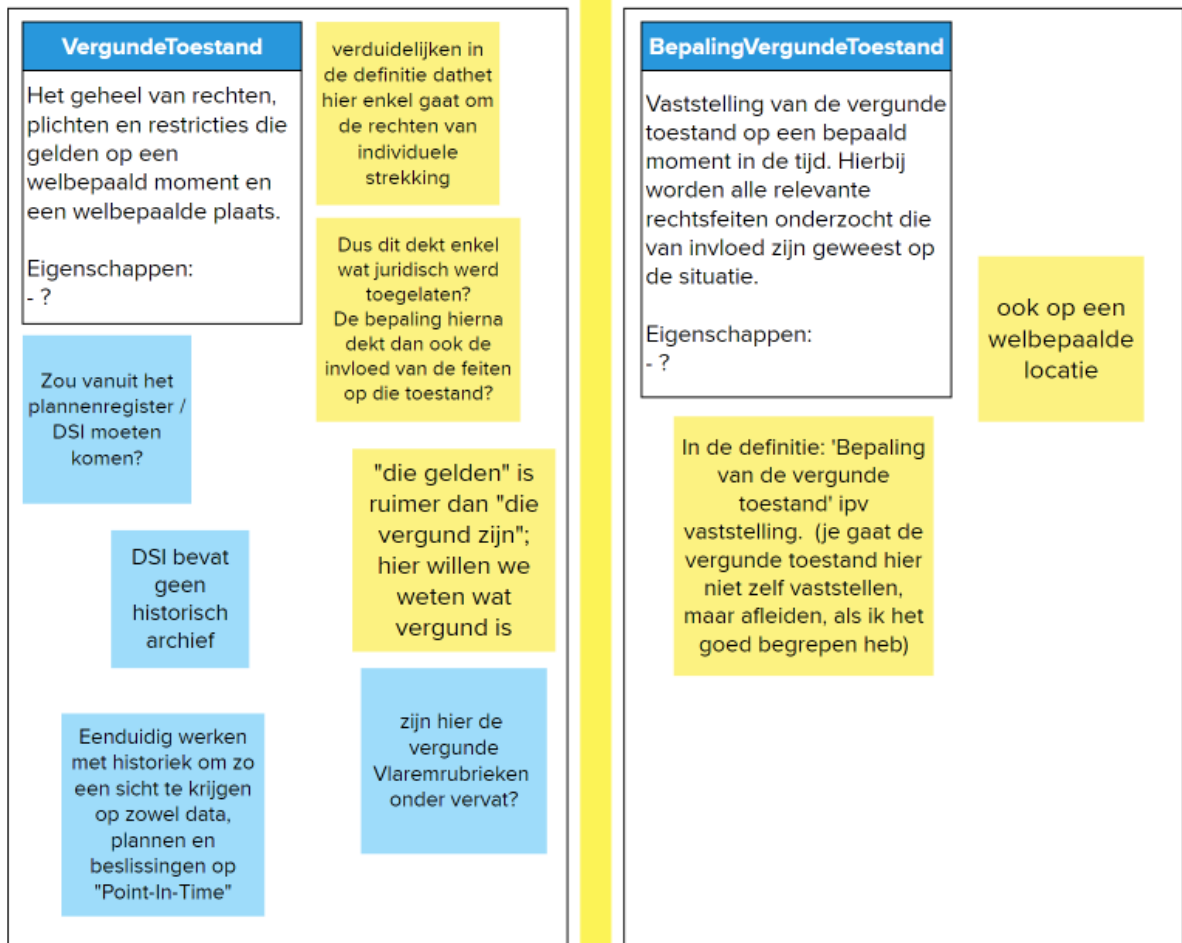 VergundeToestand
Het geheel van rechten,
plichten en restricties die
gelden op een
welbepaald moment en
een welbepaalde plaats.
Eigenschappen:
- ?
verduidelijken in
de definitie dathet
hier enkel gaat om
de rechten van
individuele
strekking
Dus dit dekt enkel
wat juridisch werd
toegelaten?
De bepaling hierna
dekt dan ook de
invloed van de feiten
op die toestand?
Zou vanuit het
plannenregister /
DSI moeten
komen?
"die gelden" is
ruimer dan "die
vergund zijn";
hier willen we
weten wat
vergund is
DSI bevat
geen
historisch
archief
zijn hier de
vergunde
Vlaremrubrieken
onder vervat?
Eenduidig werken
met historiek om zo
een sicht te krijgen
op zowel data,
plannen en
beslissingen op
"Point-In-Time"
BepalingVergundeToestand
Vaststelling van de vergunde
toestand op een bepaald
moment in de tijd. Hierbij
worden alle relevante
rechtsfeiten onderzocht die
van invloed zijn geweest op
de situatie.
Eigenschappen:
- ?
ook op een
welbepaalde
locatie
In de definitie: 'Bepaling
van de vergunde
toestand' ipv
vaststelling. (je gaat de
vergunde toestand hier
niet zelf vaststellen,
maar afleiden, als ik het
goed begrepen heb)